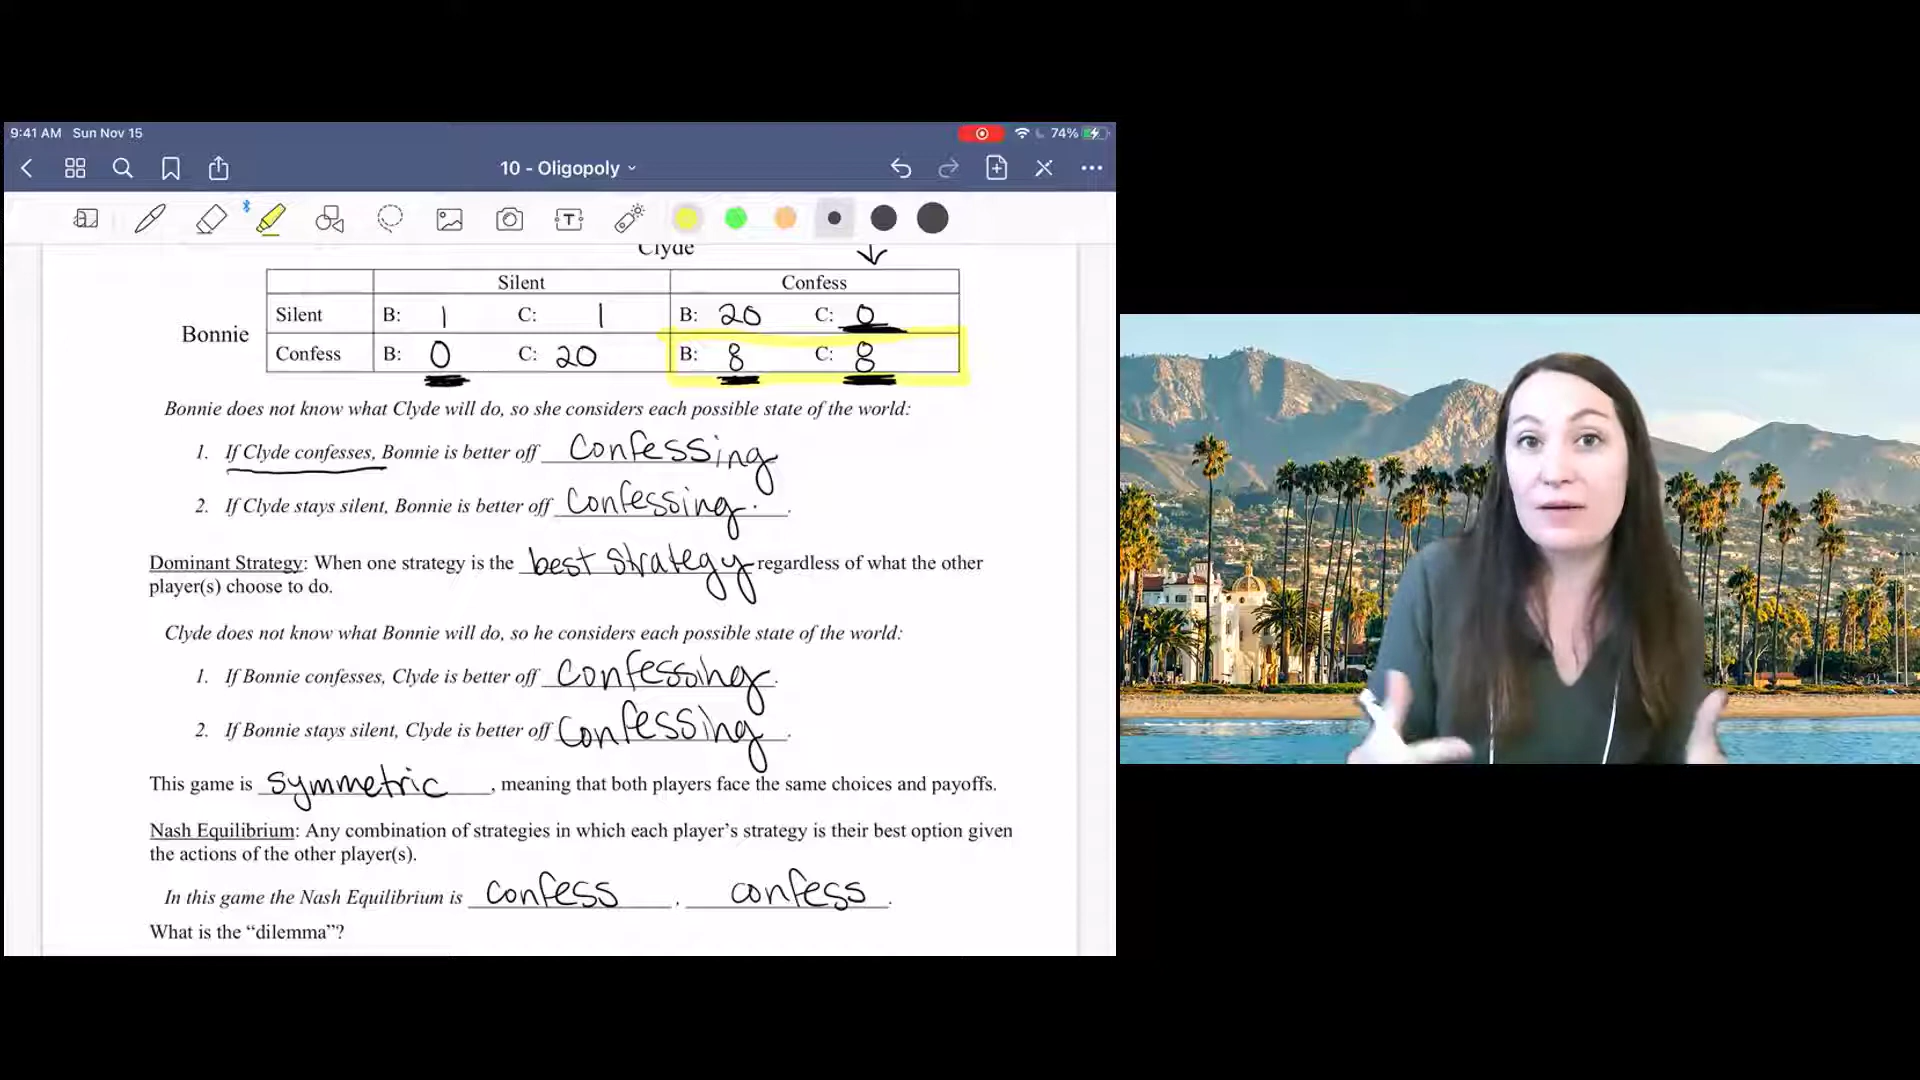 9:41 AM Sun Nov 15 74%
10 - Oligopoly
Clyde
Silent Confess
Bonnie
Silent B: 1 C: 1 B: 20 C: 0
Confess B: 0 C: 20 B: 8 C: 8
Bonnie does not know what Clyde will do, so she considers each possible state of the world:
1. If Clyde confesses, Bonnie is better off confessing
2. If Clyde stays silent, Bonnie is better off confessing.
Dominant Strategy: When one strategy is the best strategy regardless of what the other
player(s) choose to do.
Clyde does not know what Bonnie will do, so he considers each possible state of the world:
1. If Bonnie confesses, Clyde is better off confessing.
2. If Bonnie stays silent, Clyde is better off confessing.
This game is symmetric, meaning that both players face the same choices and payoffs.
Nash Equilibrium: Any combination of strategies in which each player's strategy is their best option given
the actions of the other player(s).
In this game the Nash Equilibrium is confess, confess.
What is the “dilemma”?